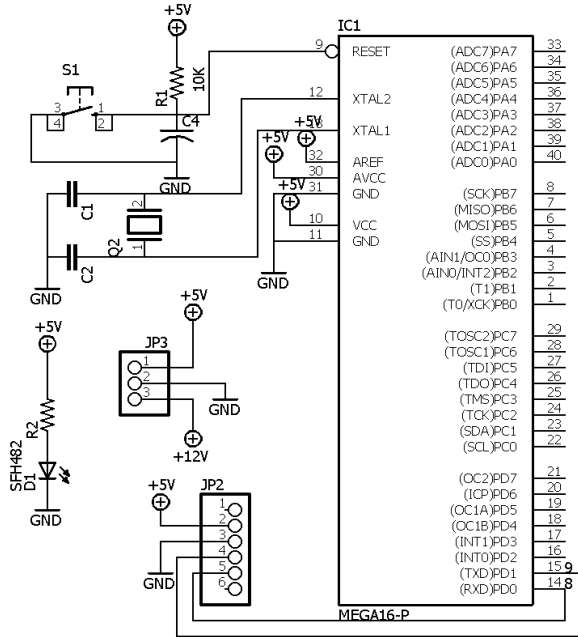 +5V
IC1
S1
R1
10K
3
4
1
2
C4
GND
9
RESET
12
XTAL2
13
XTAL1
+5V
+5V
+5V
32
AREF
30
AVCC
31
GND
10
VCC
11
GND
GND
C1
C2
2
1
Q2
GND
(ADC7)PA7 33
(ADC6)PA6 34
(ADC5)PA5 35
(ADC4)PA4 36
(ADC3)PA3 37
(ADC2)PA2 38
(ADC1)PA1 39
(ADC0)PA0 40
(SCK)PB7 8
(MISO)PB6 7
(MOSI)PB5 6
(SS)PB4 5
(AIN1/OC0)PB3 4
(AIN0/INT2)PB2 3
(T1)PB1 2
(T0/XCK)PB0 1
(TOSC2)PC7 29
(TOSC1)PC6 28
(TDI)PC5 27
(TDO)PC4 26
(TMS)PC3 25
(TCK)PC2 24
(SDA)PC1 23
(SCL)PC0 22
(OC2)PD7 21
(ICP)PD6 20
(OC1A)PD5 19
(OC1B)PD4 18
(INT1)PD3 17
(INT0)PD2 16
(TXD)PD1 15 9
(RXD)PD0 14 8
MEGA16-P
+5V
R2
SFH482
D1
GND
+5V
JP3
1
2
3
GND
+12V
JP2
+5V
1
2
3
4
5
6
GND